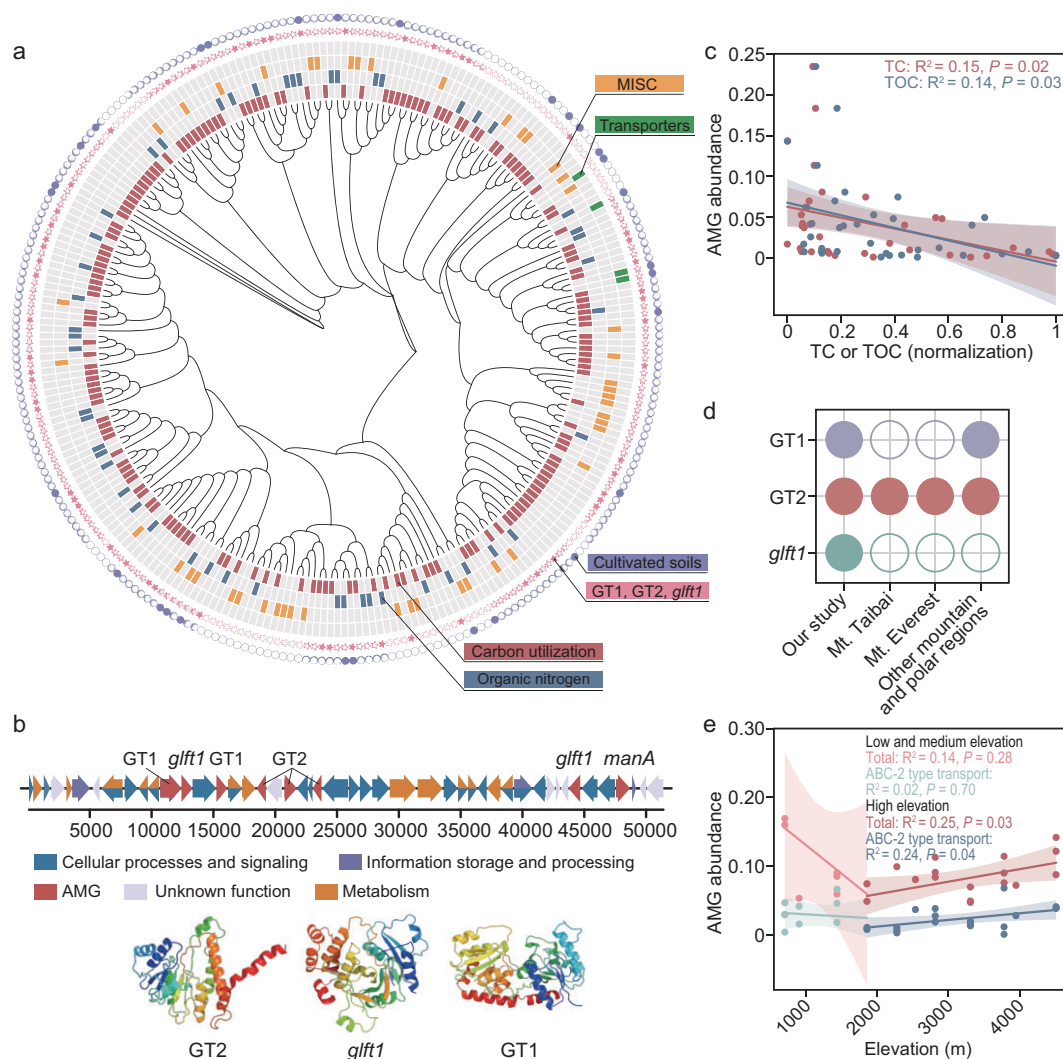 a
MISC
Transporters
Cultivated soils
GT1, GT2, glft1
Carbon utilization
Organic nitrogen
b
GT1 glft1 GT1 GT2 glft1 manA
5000 10000 15000 20000 25000 30000 35000 40000 45000 50000
Cellular processes and signaling
Information storage and processing
AMG
Unknown function
Metabolism
GT2
glft1
GT1
c
AMG abundance
0.25
0.20
0.15
0.10
0.05
0
TC: R² = 0.15, P = 0.02
TOC: R² = 0.14, P = 0.03
0 0.2 0.4 0.6 0.8 1
TC or TOC (normalization)
d
GT1
GT2
glft1
Our study
Mt. Taibai
Mt. Everest
Other mountain
and polar regions
e
AMG abundance
0.30
0.20
0.10
0
Low and medium elevation
Total: R² = 0.14, P = 0.28
ABC-2 type transport:
R² = 0.02, P = 0.70
High elevation
Total: R² = 0.25, P = 0.03
ABC-2 type transport:
R² = 0.24, P = 0.04
1000 2000 3000 4000
Elevation (m)